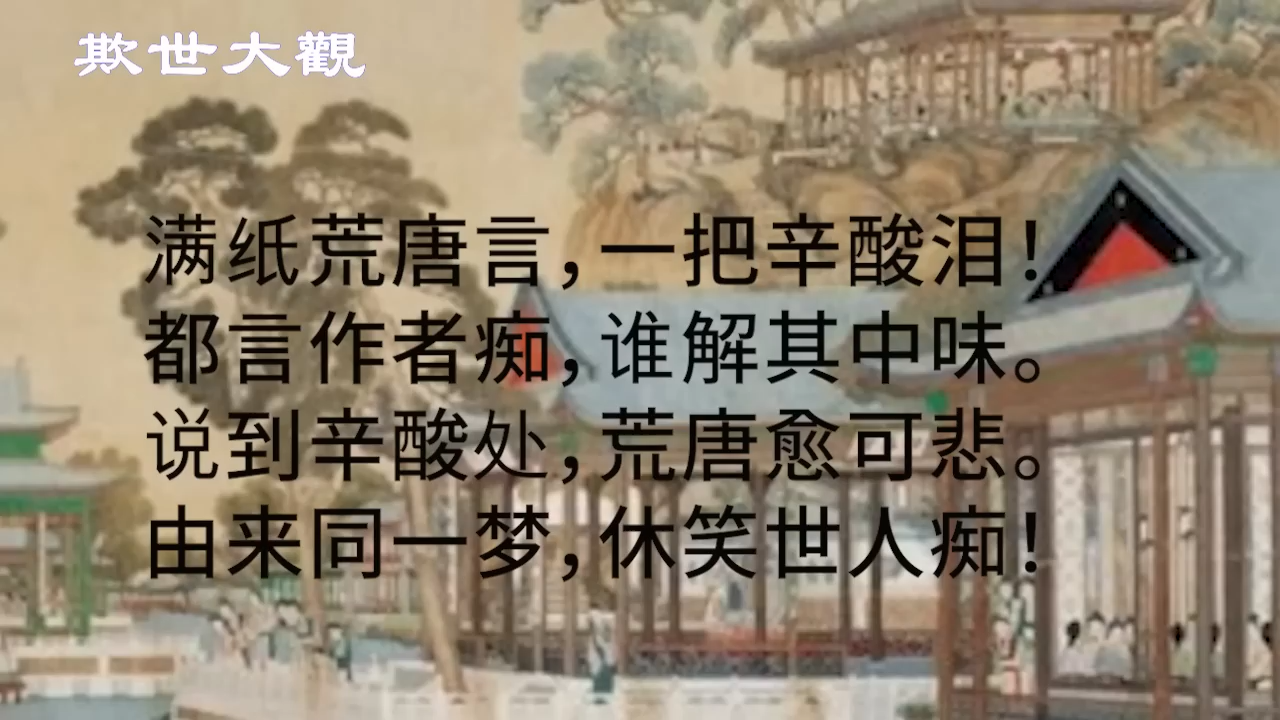 欺世大觀
满纸荒唐言，一把辛酸泪！
都言作者痴，谁解其中味。
说到辛酸处，荒唐愈可悲。
由来同一梦，休笑世人痴！